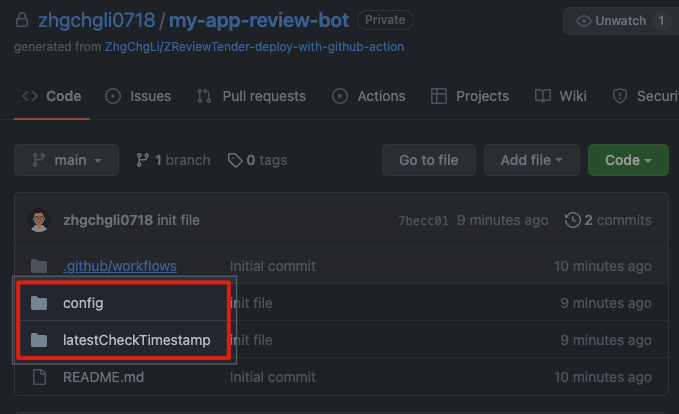 zhgchgli0718 / my-app-review-bot Private Unwatch 1
generated from ZhgChgLi/ZReviewTender-deploy-with-github-action
Code Issues Pull requests Actions Projects Wiki Securi
main 1 branch 0 tags Go to file Add file Code
zhgchgli0718 init file 7becc01 9 minutes ago 2 commits
.github/workflows Initial commit 10 minutes ago
config init file 9 minutes ago
latestCheckTimestamp init file 9 minutes ago
README.md Initial commit 10 minutes ago